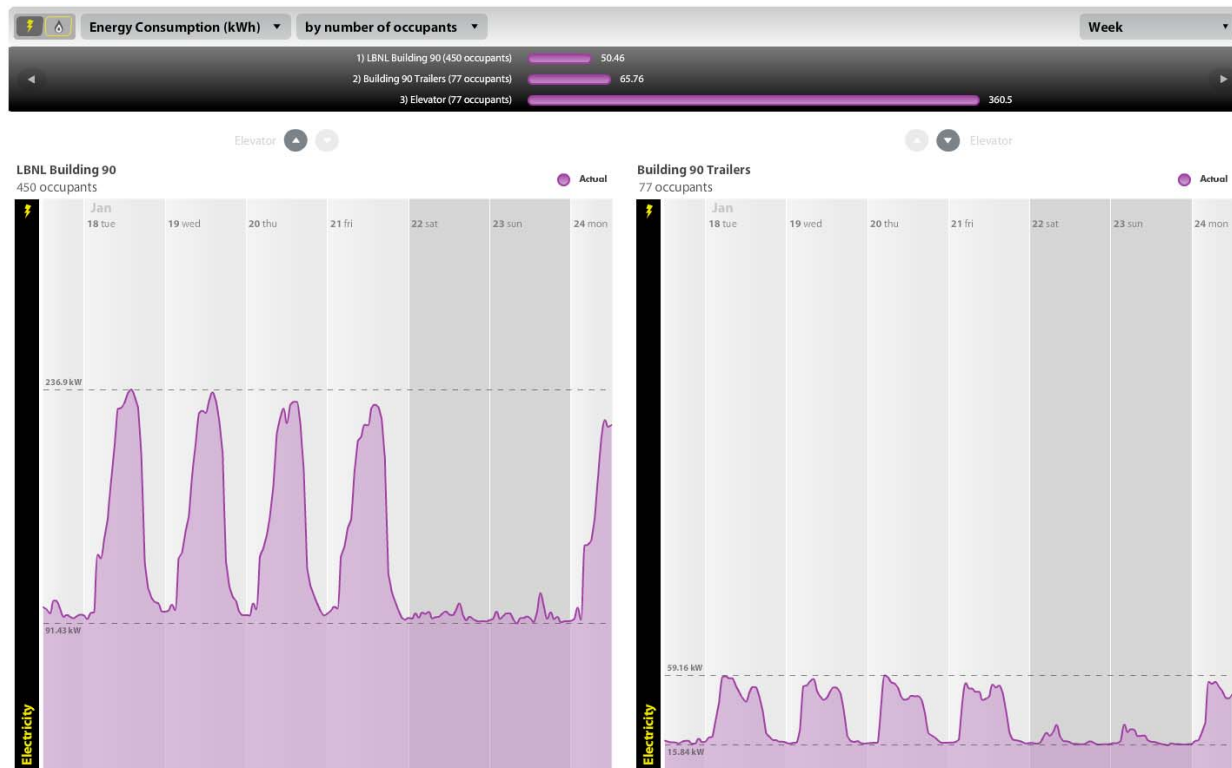 Energy Consumption (kWh) by number of occupants Week
1) LBNL Building 90 (450 occupants) 50.46
2) Building 90 Trailers (77 occupants) 65.76
3) Elevator (77 occupants) 360.5
Elevator Elevator
LBNL Building 90
450 occupants
Actual
Jan
18 tue 19 wed 20 thu 21 fri 22 sat 23 sun 24 mon
236.9 kW
91.43 kW
Electricity
Building 90 Trailers
77 occupants
Actual
Jan
18 tue 19 wed 20 thu 21 fri 22 sat 23 sun 24 mon
59.16 kW
15.84 kW
Electricity